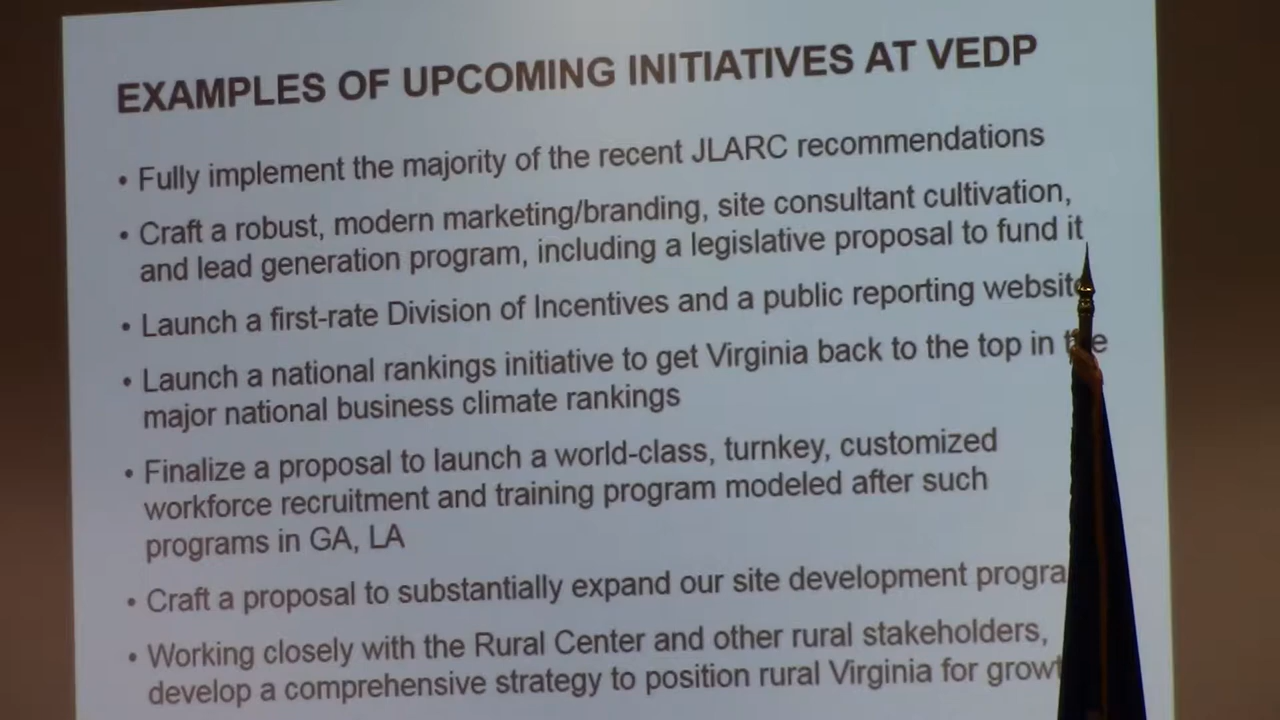 EXAMPLES OF UPCOMING INITIATIVES AT VEDP
• Fully implement the majority of the recent JLARC recommendations
• Craft a robust, modern marketing/branding, site consultant cultivation,
and lead generation program, including a legislative proposal to fund it
• Launch a first-rate Division of Incentives and a public reporting website
• Launch a national rankings initiative to get Virginia back to the top in the
major national business climate rankings
• Finalize a proposal to launch a world-class, turnkey, customized
workforce recruitment and training program modeled after such
programs in GA, LA
• Craft a proposal to substantially expand our site development progra
• Working closely with the Rural Center and other rural stakeholders,
develop a comprehensive strategy to position rural Virginia for growt